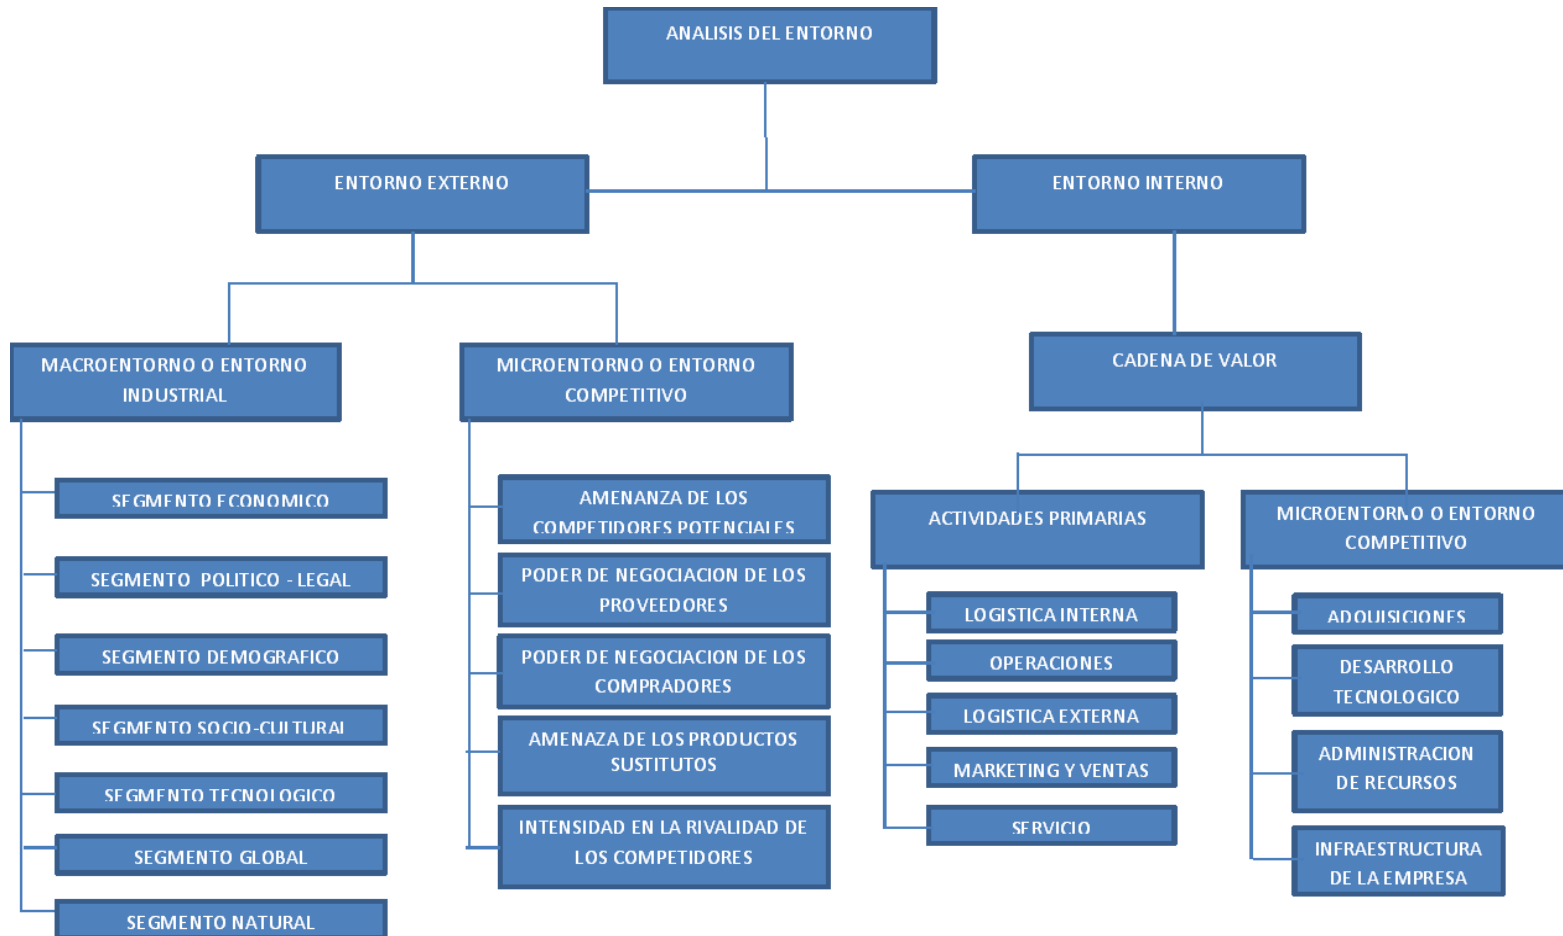 ANALISIS DEL ENTORNO
ENTORNO EXTERNO
ENTORNO INTERNO
MACROENTORNO O ENTORNO
INDUSTRIAL
MICROENTORNO O ENTORNO
COMPETITIVO
CADENA DE VALOR
SEGMENTO ECONOMICO
SEGMENTO POLITICO - LEGAL
SEGMENTO DEMOGRAFICO
SEGMENTO SOCIO-CULTURAL
SEGMENTO TECNOLOGICO
SEGMENTO GLOBAL
SEGMENTO NATURAL
AMENANZA DE LOS
COMPETIDORES POTENCIALES
PODER DE NEGOCIACION DE LOS
PROVEEDORES
PODER DE NEGOCIACION DE LOS
COMPRADORES
AMENAZA DE LOS PRODUCTOS
SUSTITUTOS
INTENSIDAD EN LA RIVALIDAD DE
LOS COMPETIDORES
ACTIVIDADES PRIMARIAS
LOGISTICA INTERNA
OPERACIONES
LOGISTICA EXTERNA
MARKETING Y VENTAS
SERVICIO
MICROENTORNO O ENTORNO
COMPETITIVO
ADQUISICIONES
DESARROLLO
TECNOLOGICO
ADMINISTRACION
DE RECURSOS
INFRAESTRUCTURA
DE LA EMPRESA